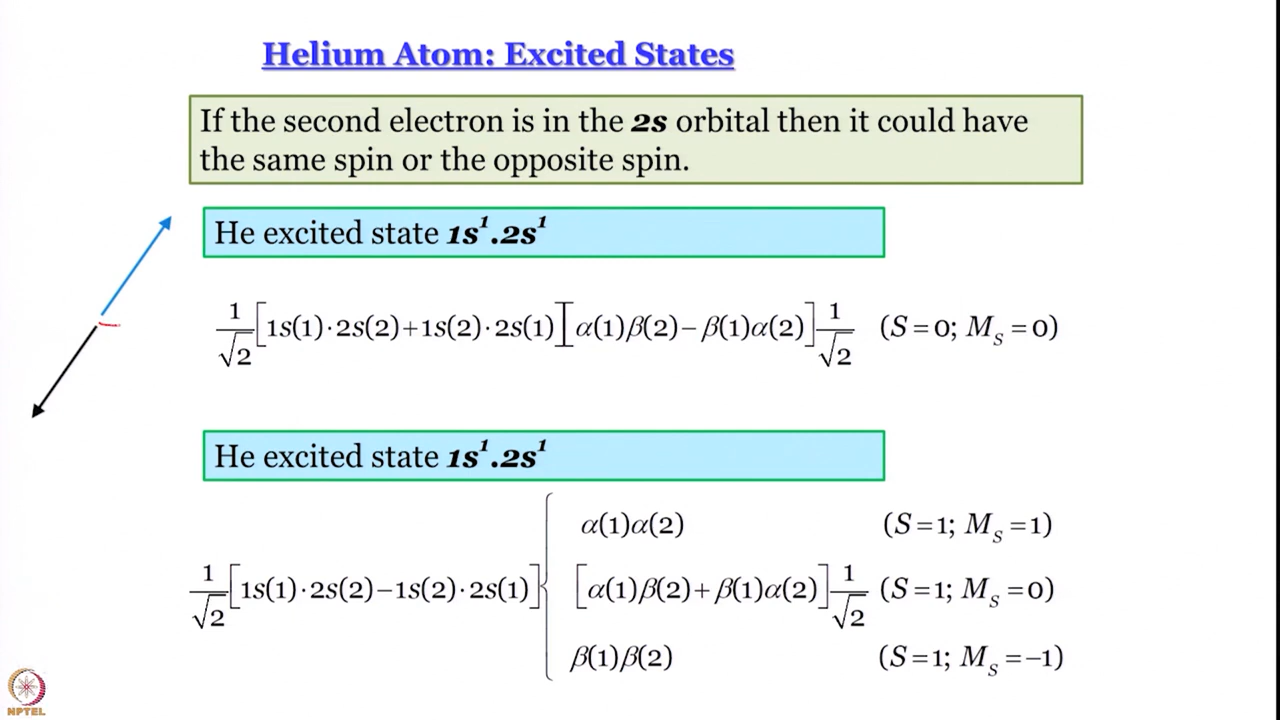 Helium Atom: Excited States
If the second electron is in the 2s orbital then it could have
the same spin or the opposite spin.
He excited state 1s¹.2s¹
1/√2 [1s(1)·2s(2)+1s(2)·2s(1)][α(1)β(2)−β(1)α(2)] 1/√2 (S=0; Mₛ=0)
He excited state 1s¹.2s¹
α(1)α(2) (S=1; Mₛ=1)
1/√2 [1s(1)·2s(2)−1s(2)·2s(1)] { [α(1)β(2)+β(1)α(2)] 1/√2 (S=1; Mₛ=0)
β(1)β(2) (S=1; Mₛ=−1)
NPTEL